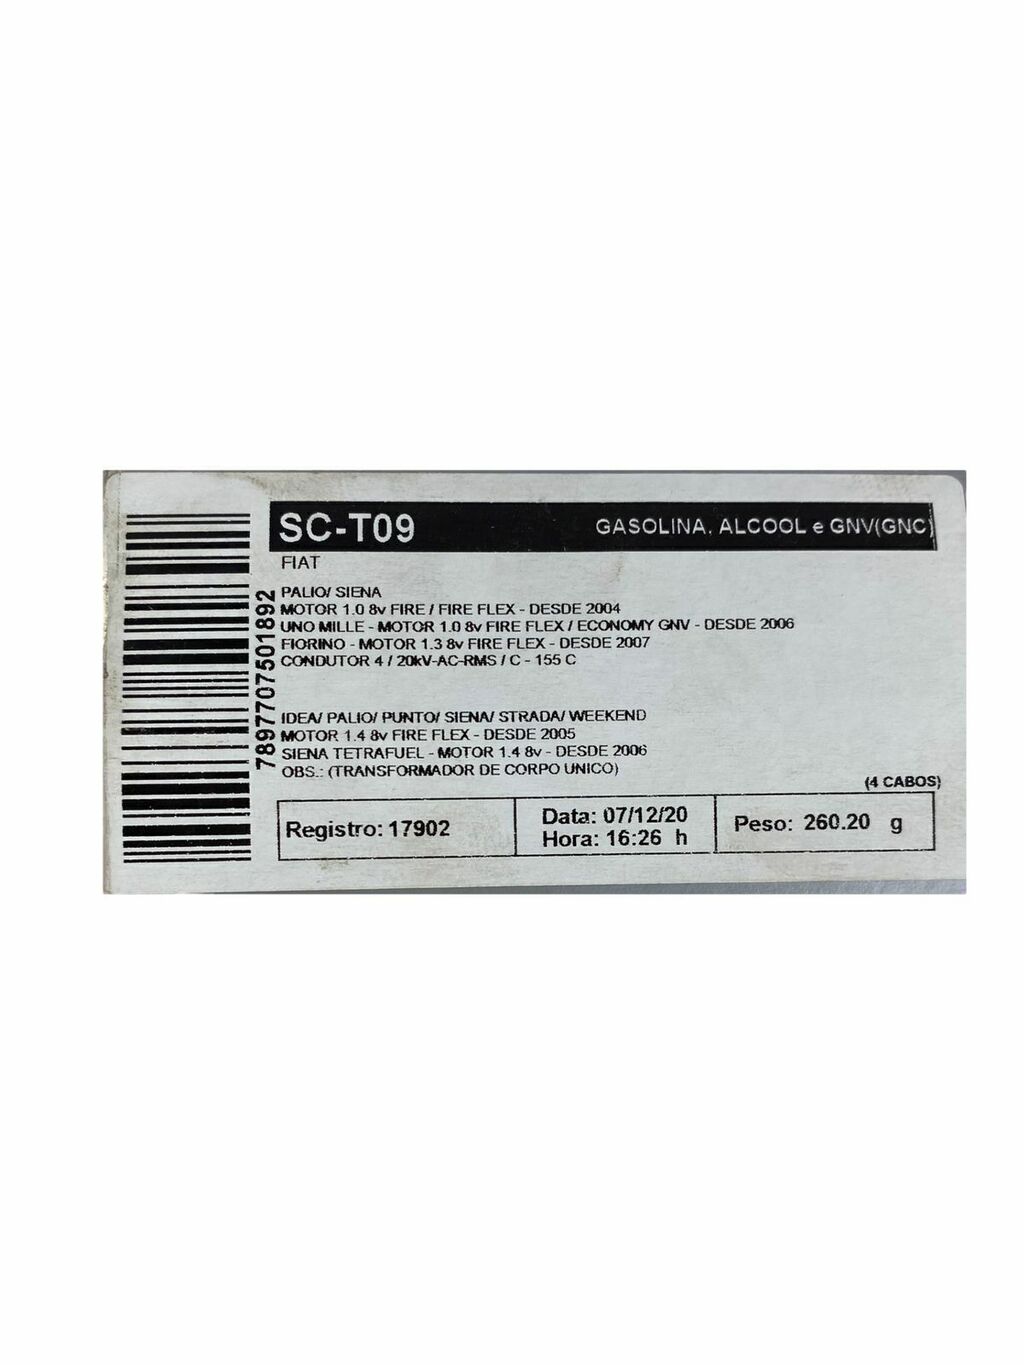 SC-T09 GASOLINA, ALCOOL e GNV(GNC)
FIAT
PALIO/ SIENA
MOTOR 1.0 8v FIRE / FIRE FLEX - DESDE 2004
UNO MILLE - MOTOR 1.0 8v FIRE FLEX / ECONOMY GNV - DESDE 2006
FIORINO - MOTOR 1.3 8v FIRE FLEX - DESDE 2007
CONDUTOR 4 / 20kV-AC-RMS / C - 155 C
IDEA/ PALIO/ PUNTO/ SIENA/ STRADA/ WEEKEND
MOTOR 1.4 8v FIRE FLEX - DESDE 2005
SIENA TETRAFUEL - MOTOR 1.4 8v - DESDE 2006
OBS.: (TRANSFORMADOR DE CORPO UNICO)
(4 CABOS)
Registro: 17902
Data: 07/12/20
Hora: 16:26 h
Peso: 260.20 g
7897707501892